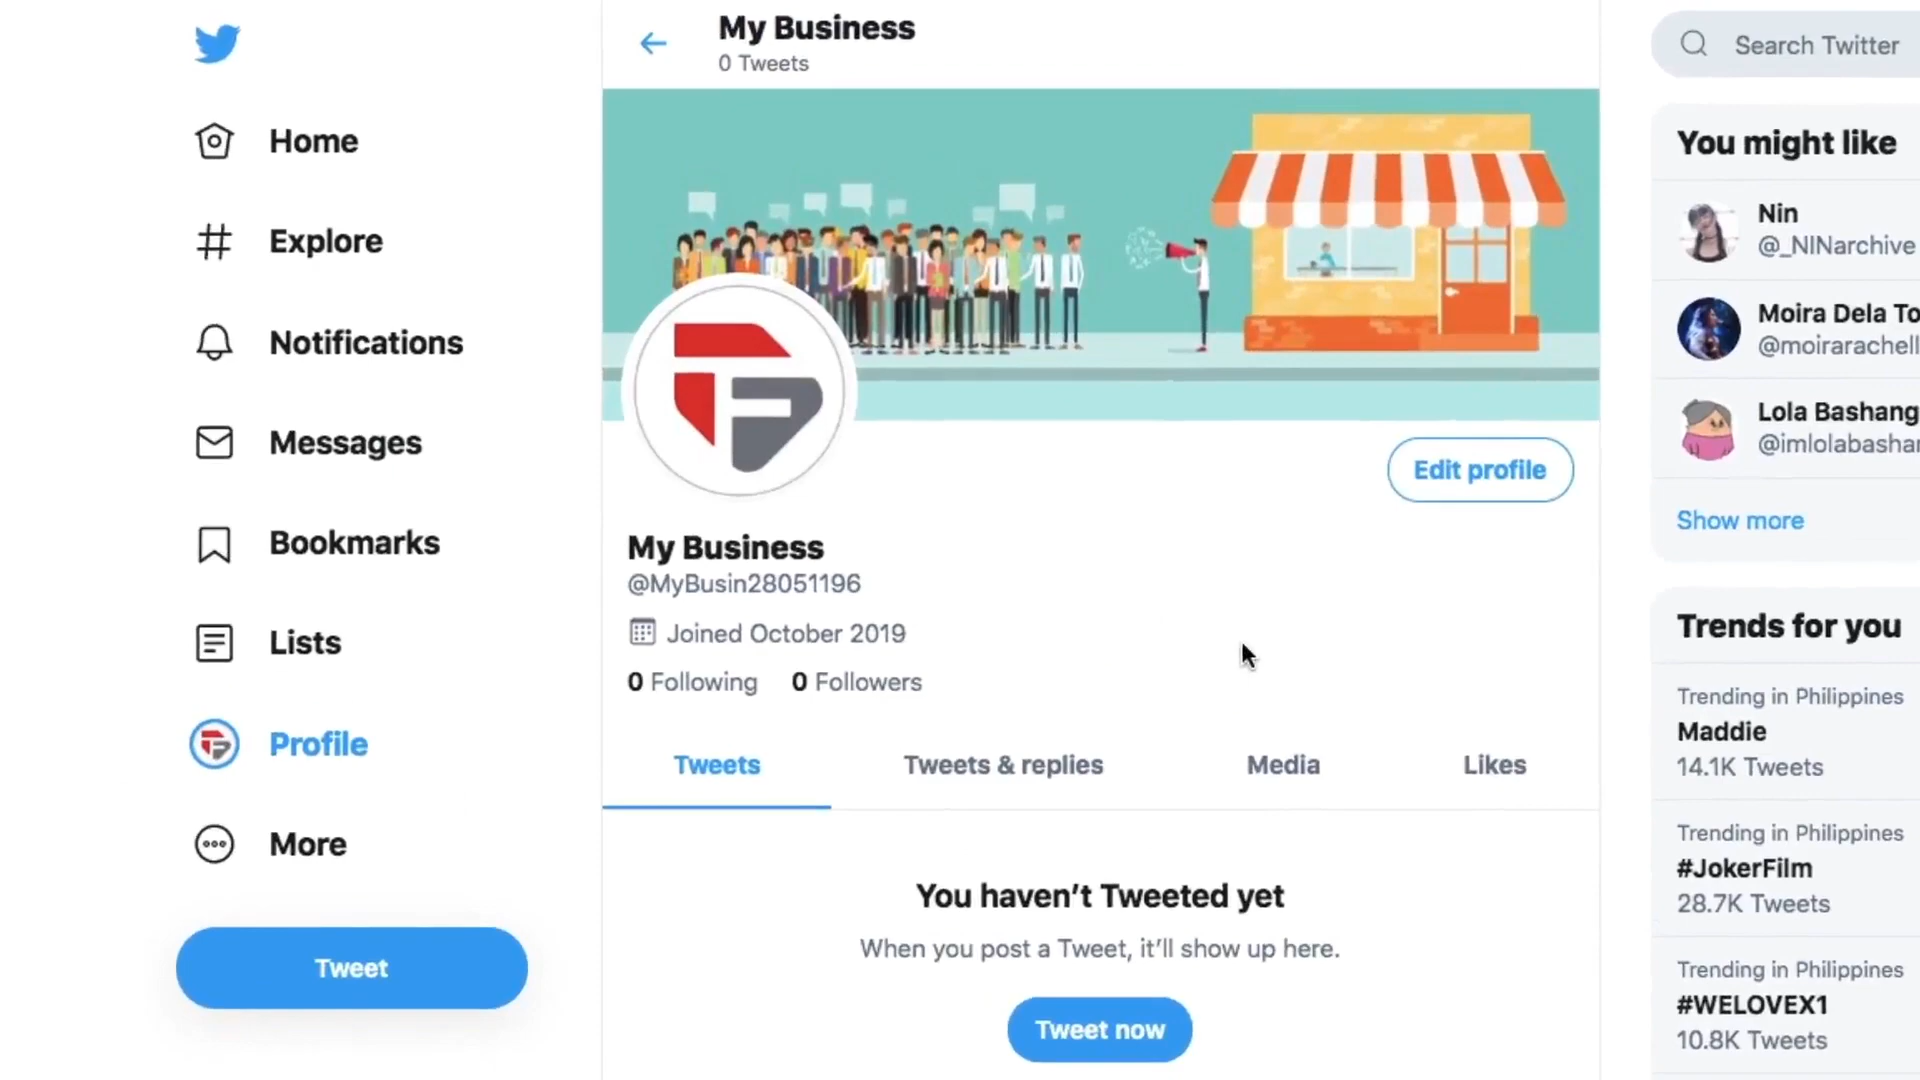 Home
Explore
Notifications
Messages
Bookmarks
Lists
Profile
More
Tweet
My Business
0 Tweets
Edit profile
My Business
@MyBusin28051196
Joined October 2019
0 Following 0 Followers
Tweets Tweets & replies Media Likes
You haven’t Tweeted yet
When you post a Tweet, it’ll show up here.
Tweet now
Search Twitter
You might like
Nin
@_NINarchive
Moira Dela To
@moirarachell
Lola Bashang
@imlolabashan
Show more
Trends for you
Trending in Philippines
Maddie
14.1K Tweets
Trending in Philippines
#JokerFilm
28.7K Tweets
Trending in Philippines
#WELOVEX1
10.8K Tweets